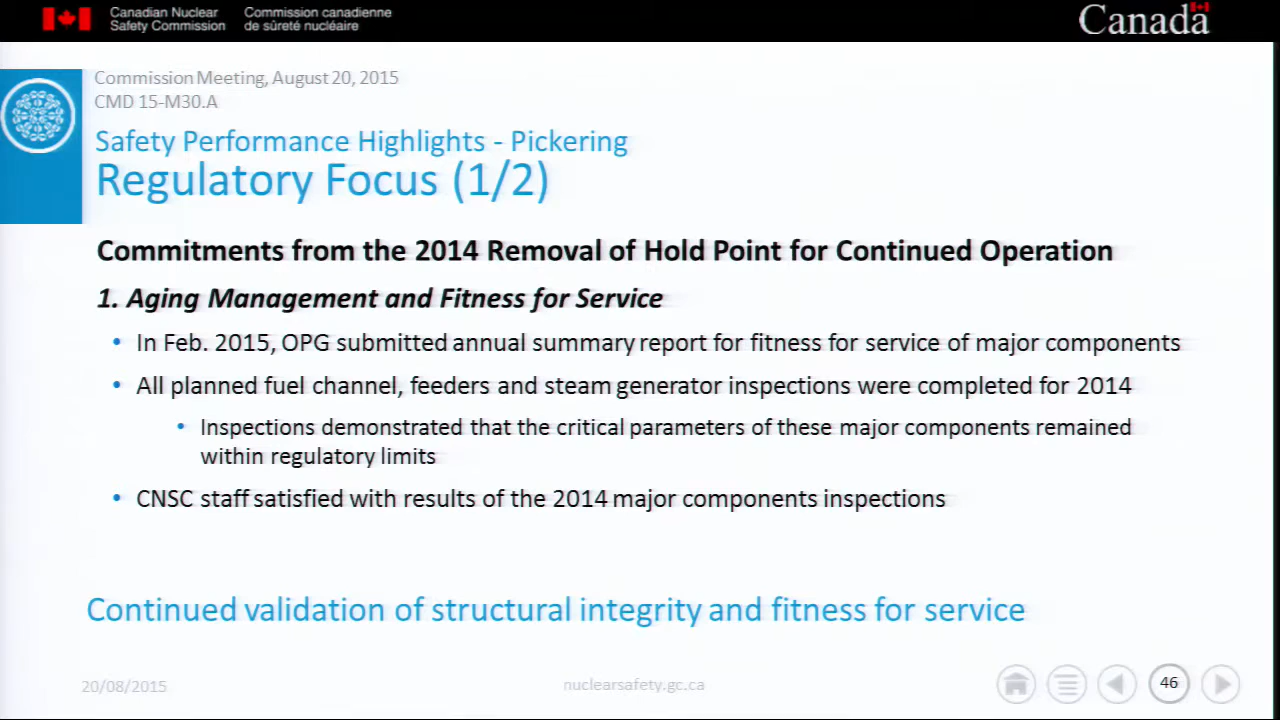 Canadian Nuclear Safety Commission
Commission canadienne de sûreté nucléaire
Canada
Commission Meeting, August 20, 2015
CMD 15-M30.A
Safety Performance Highlights - Pickering
Regulatory Focus (1/2)
Commitments from the 2014 Removal of Hold Point for Continued Operation
1. Aging Management and Fitness for Service
• In Feb. 2015, OPG submitted annual summary report for fitness for service of major components
• All planned fuel channel, feeders and steam generator inspections were completed for 2014
• Inspections demonstrated that the critical parameters of these major components remained
within regulatory limits
• CNSC staff satisfied with results of the 2014 major components inspections
Continued validation of structural integrity and fitness for service
20/08/2015
nuclearsafety.gc.ca
46